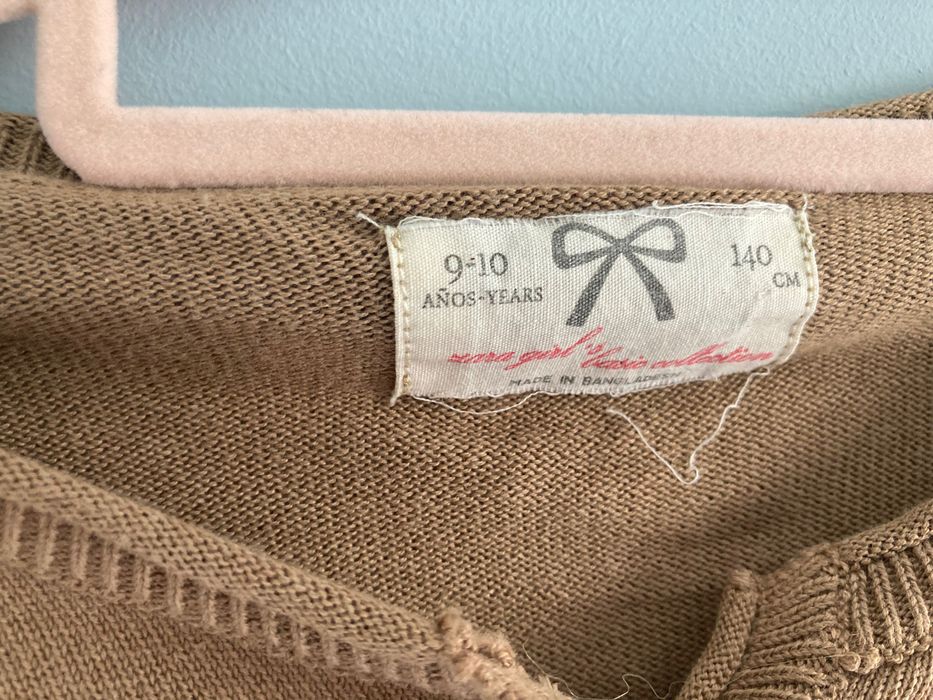 9-10
AÑOS-YEARS
140
CM
zara girl's basic collection
MADE IN BANGLADESH